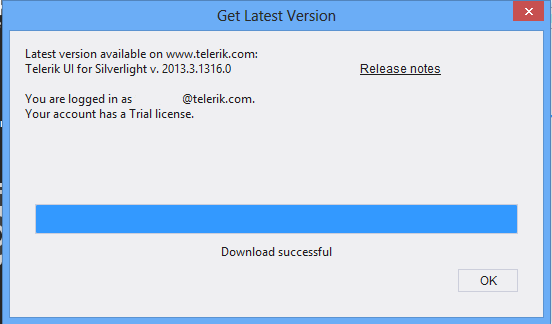 Get Latest Version
Latest version available on www.telerik.com:
Telerik UI for Silverlight v. 2013.3.1316.0 Release notes
You are logged in as @telerik.com.
Your account has a Trial license.
Download successful
OK